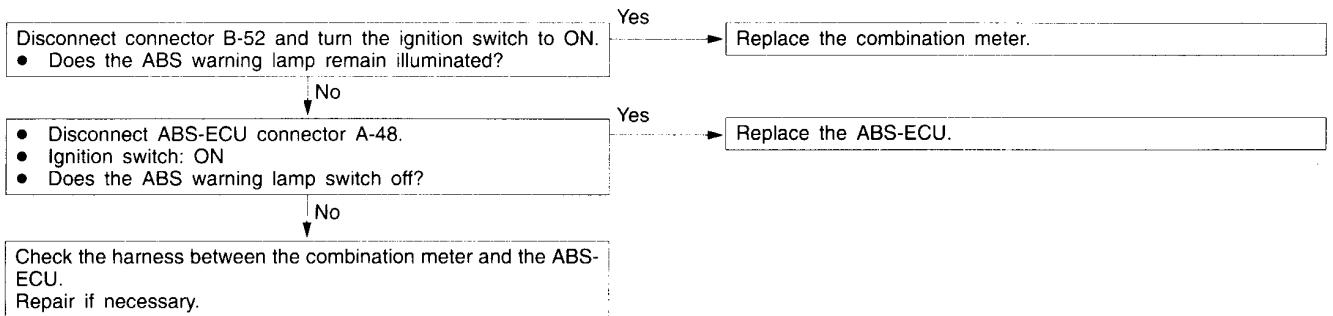 Yes
Disconnect connector B-52 and turn the ignition switch to ON.
● Does the ABS warning lamp remain illuminated?
Replace the combination meter.
No
Yes
● Disconnect ABS-ECU connector A-48.
● Ignition switch: ON
● Does the ABS warning lamp switch off?
Replace the ABS-ECU.
No
Check the harness between the combination meter and the ABS-
ECU.
Repair if necessary.